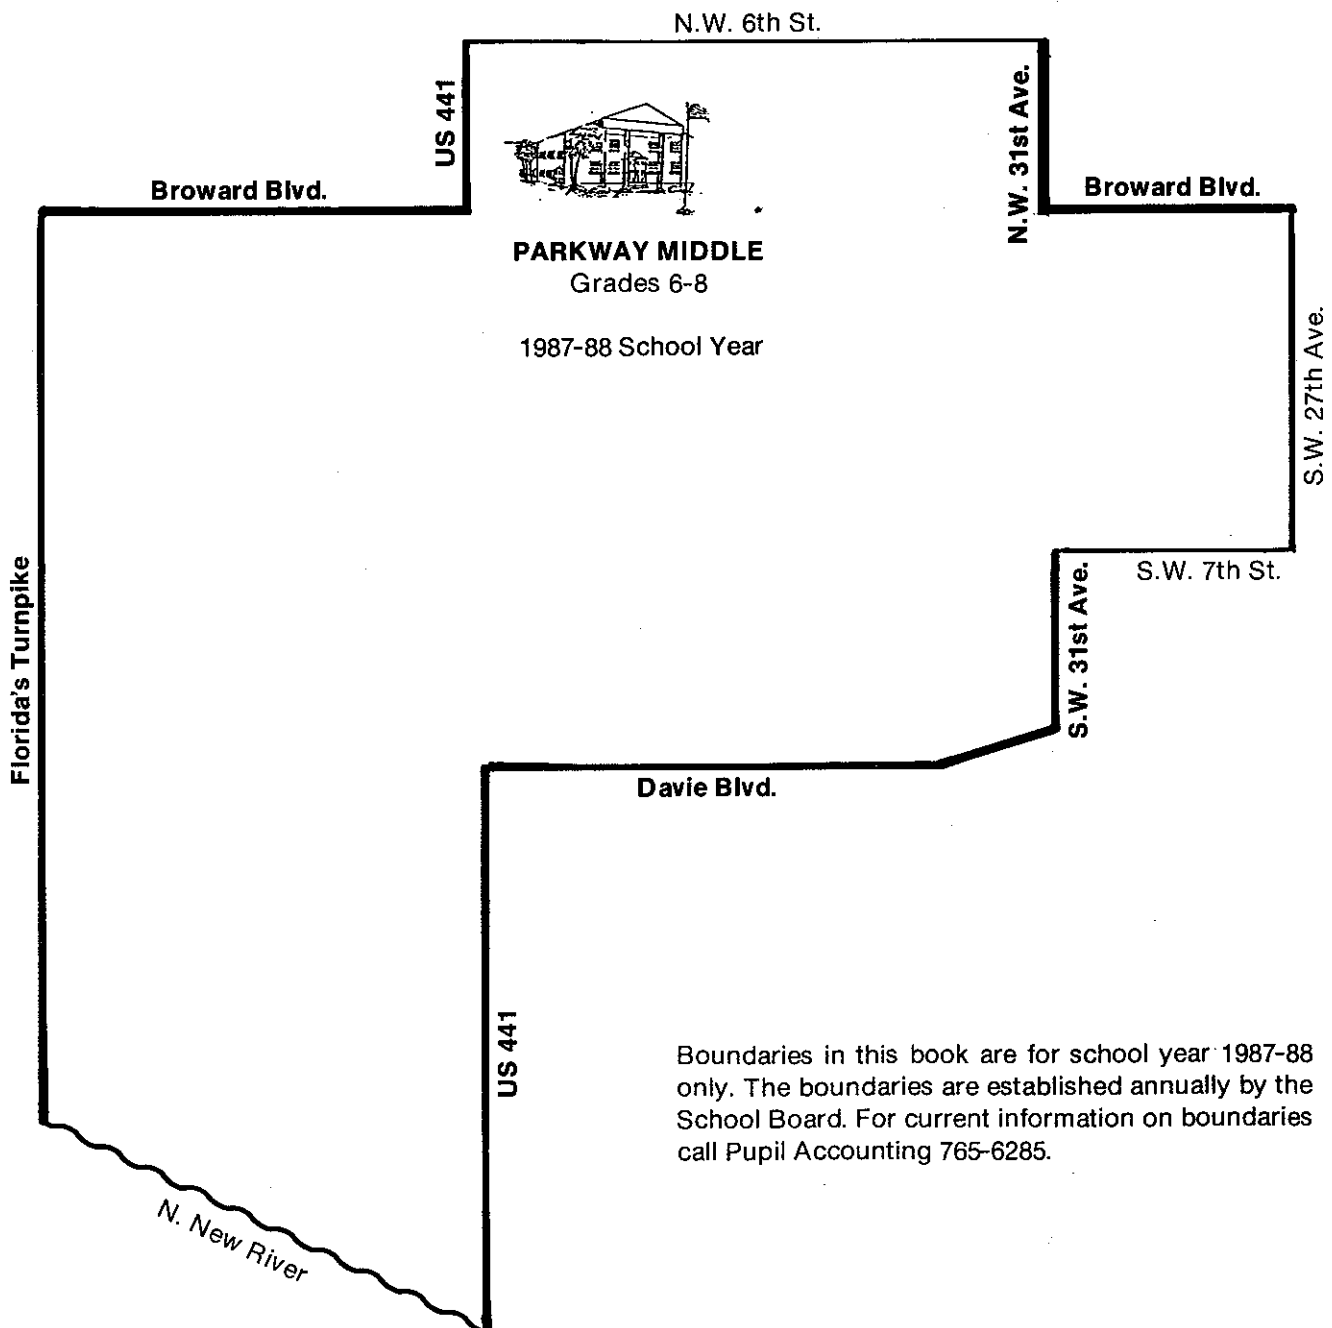 N.W. 6th St.
US 441
N.W. 31st Ave.
Broward Blvd.
Broward Blvd.
PARKWAY MIDDLE
Grades 6-8
1987-88 School Year
S.W. 27th Ave.
S.W. 7th St.
Florida's Turnpike
S.W. 31st Ave.
Davie Blvd.
US 441
Boundaries in this book are for school year 1987-88
only. The boundaries are established annually by the
School Board. For current information on boundaries
call Pupil Accounting 765-6285.
N. New River